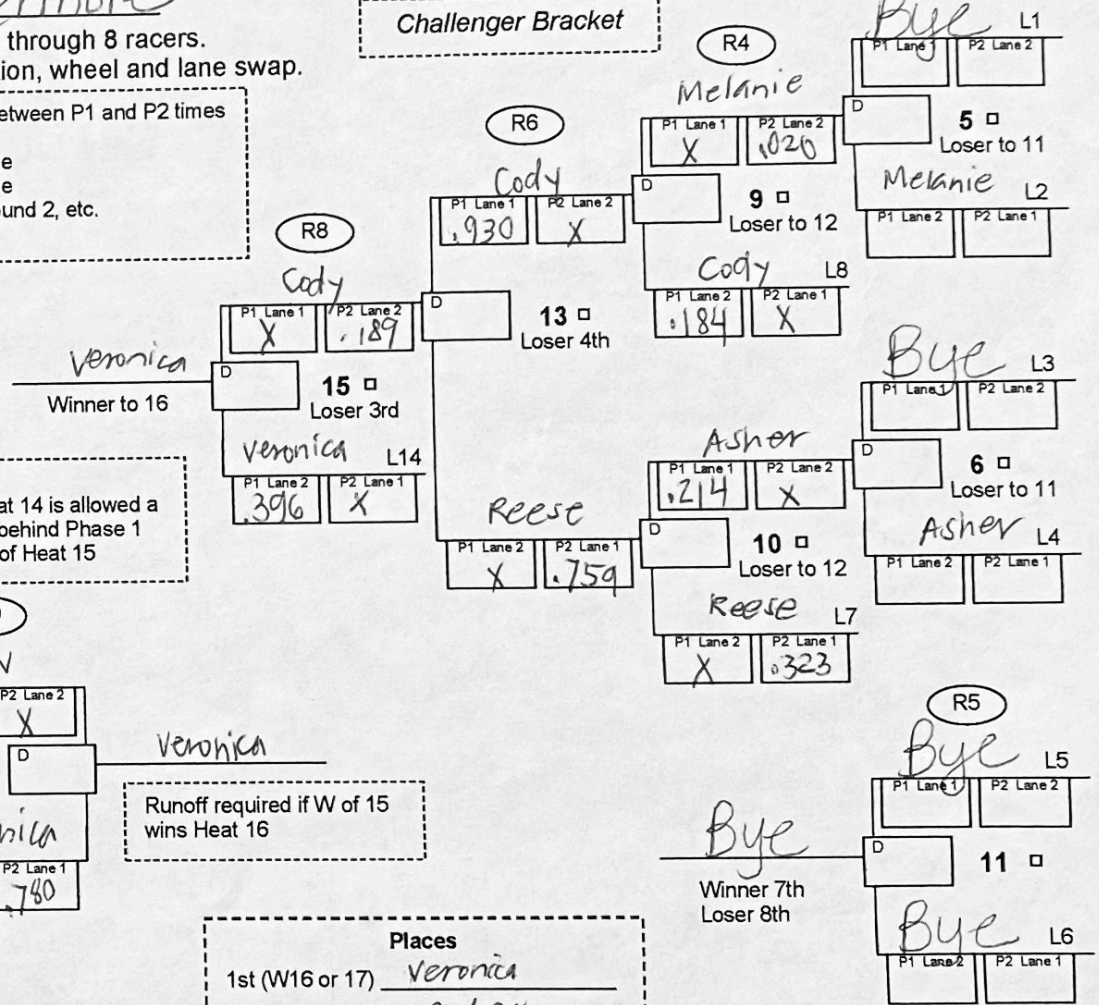 through 8 racers.
ion, wheel and lane swap.
etween P1 and P2 times
e
e
ound 2, etc.
Challenger Bracket
R4
Bye L1
P1 Lane 1 P2 Lane 2
D
5
Loser to 11
Melanie L2
P1 Lane 2 P2 Lane 1
Melanie
P1 Lane 1 P2 Lane 2
X .020
D
9
Loser to 12
Cody L8
P1 Lane 2 P2 Lane 1
.184 X
R6
Cody
P1 Lane 1 P2 Lane 2
.930 X
D
13
Loser 4th
Reese
P1 Lane 2 P2 Lane 1
X .759
R8
Cody
P1 Lane 1 P2 Lane 2
X .189
D
15
Loser 3rd
Veronica
Winner to 16
Veronica L14
P1 Lane 2 P2 Lane 1
.396 X
Bye L3
P1 Lane 1 P2 Lane 2
D
6
Loser to 11
Asher L4
P1 Lane 2 P2 Lane 1
Asher
P1 Lane 1 P2 Lane 2
.214 X
D
10
Loser to 12
Reese L7
P1 Lane 2 P2 Lane 1
X .323
at 14 is allowed a
behind Phase 1
of Heat 15
P2 Lane 2
X
D
Veronica
nica
P2 Lane 1
.780
Runoff required if W of 15
wins Heat 16
R5
Bye L5
P1 Lane 1 P2 Lane 2
D
11
Bye
Winner 7th
Loser 8th
Bye L6
P1 Lane 2 P2 Lane 1
Places
1st (W16 or 17) Veronica